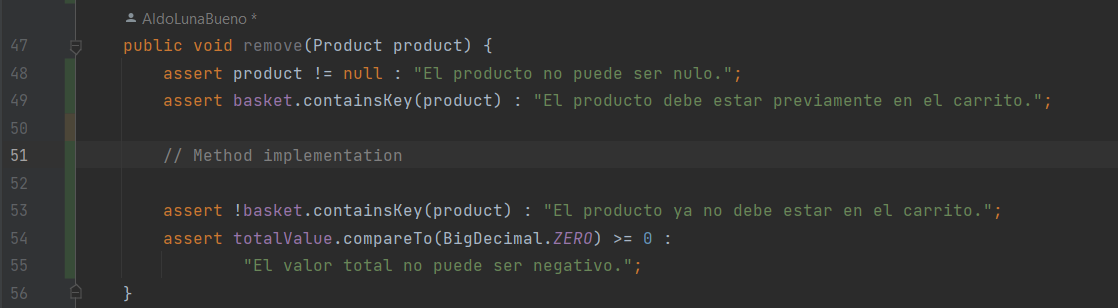 AldoLunaBueno *
47 public void remove(Product product) {
48 assert product != null : "El producto no puede ser nulo.";
49 assert basket.containsKey(product) : "El producto debe estar previamente en el carrito.";
50
51 // Method implementation
52
53 assert !basket.containsKey(product) : "El producto ya no debe estar en el carrito.";
54 assert totalValue.compareTo(BigDecimal.ZERO) >= 0 :
55 "El valor total no puede ser negativo.";
56 }